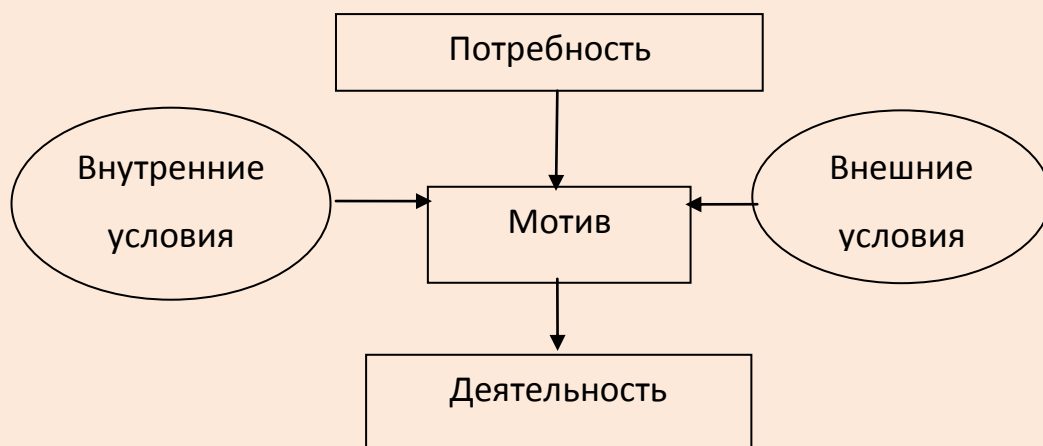 Потребность
Внутренние
условия
Мотив
Внешние
условия
Деятельность